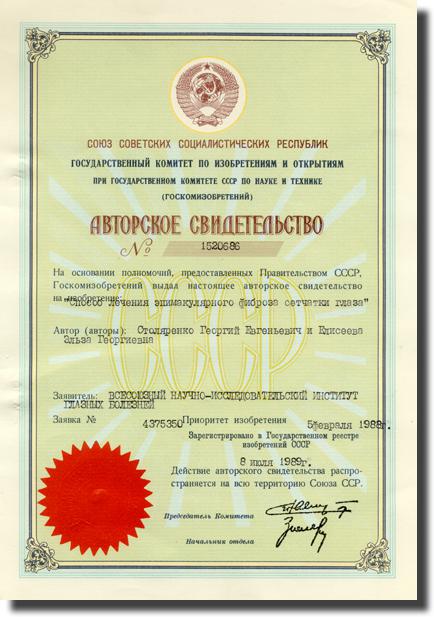 СОЮЗ СОВЕТСКИХ СОЦИАЛИСТИЧЕСКИХ РЕСПУБЛИК
ГОСУДАРСТВЕННЫЙ КОМИТЕТ ПО ИЗОБРЕТЕНИЯМ И ОТКРЫТИЯМ
ПРИ ГОСУДАРСТВЕННОМ КОМИТЕТЕ СССР ПО НАУКЕ И ТЕХНИКЕ
(ГОСКОМИЗОБРЕТЕНИЙ)
АВТОРСКОЕ СВИДЕТЕЛЬСТВО
№ 1520686
СССР
На основании полномочий, предоставленных Правительством СССР,
Госкомизобретений выдал настоящее авторское свидетельство
на изобретение:
"Способ лечения эпимакулярного фиброза сетчатки глаза"
Автор (авторы): Столяренко Георгий Евгеньевич и Елисеева
Эльза Георгиевна
Заявитель: ВСЕСОЮЗНЫЙ НАУЧНО-ИССЛЕДОВАТЕЛЬСКИЙ ИНСТИТУТ
ГЛАЗНЫХ БОЛЕЗНЕЙ
Заявка № 4375350 Приоритет изобретения 5февраля 1988г.
Зарегистрировано в Государственном реестре
изобретений СССР
8 июля 1989г.
Действие авторского свидетельства распро-
страняется на всю территорию Союза ССР.
Председатель Комитета
Начальник отдела